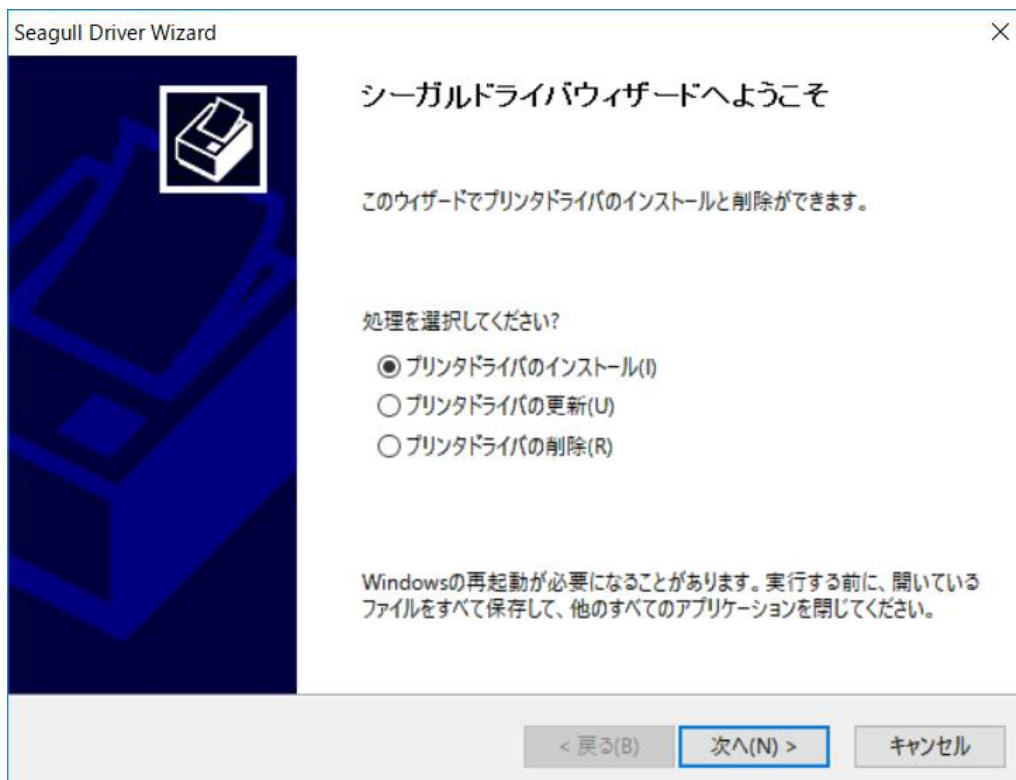 Seagull Driver Wizard
シーガルドライバウィザードへようこそ
このウィザードでプリンタドライバのインストールと削除ができます。
処理を選択してください?
プリンタドライバのインストール(I)
プリンタドライバの更新(U)
プリンタドライバの削除(R)
Windowsの再起動が必要になることがあります。実行する前に、開いている
ファイルをすべて保存して、他のすべてのアプリケーションを閉じてください。
< 戻る(B)
次へ(N) >
キャンセル